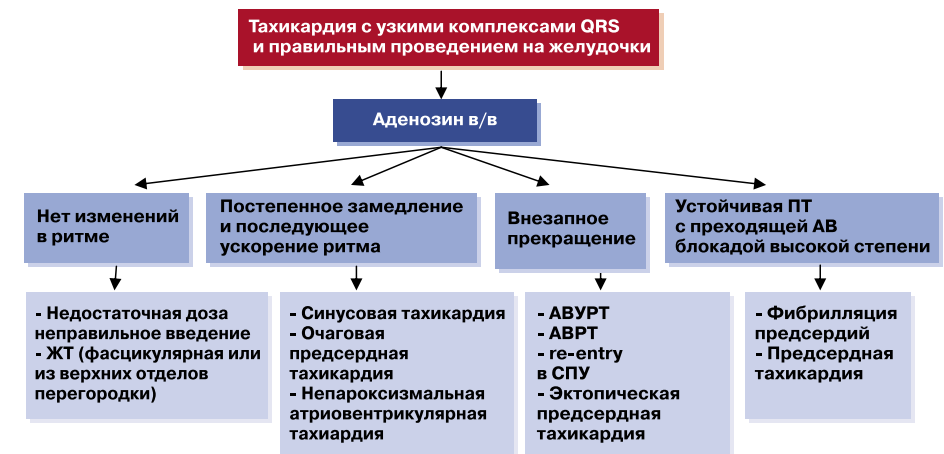 Тахикардия с узкими комплексами QRS
и правильным проведением на желудочки
Аденозин в/в
Нет изменений
в ритме
Постепенное замедление
и последующее
ускорение ритма
Внезапное
прекращение
Устойчивая ПТ
с преходящей АВ
блокадой высокой степени
- Недостаточная доза
неправильное введение
- ЖТ (фасцикулярная или
из верхних отделов
перегородки)
- Синусовая тахикардия
- Очаговая
предсердная
тахикардия
- Непароксизмальная
атриовентрикулярная
тахиардия
- АВУРТ
- АВРТ
- re-entry
в СПУ
- Эктопическая
предсердная
тахикардия
- Фибрилляция
предсердий
- Предсердная
тахикардия